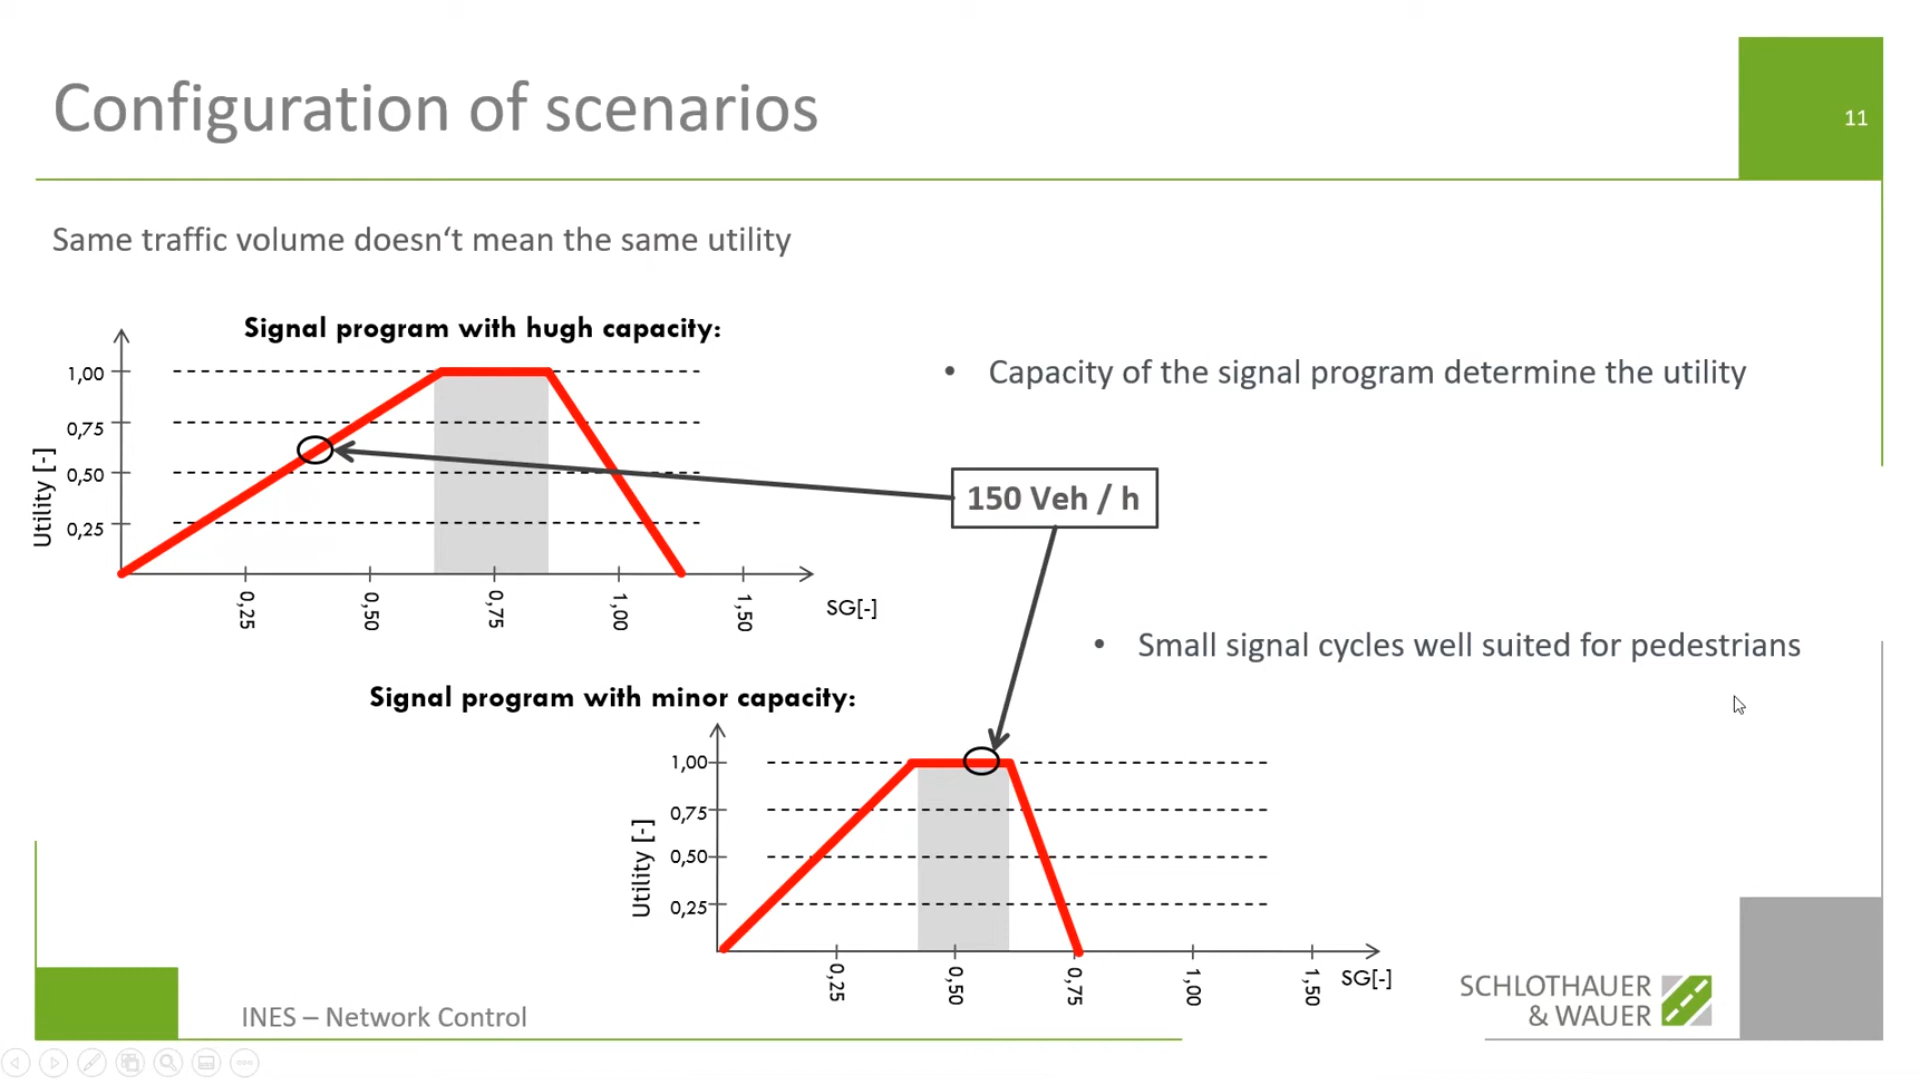 Configuration of scenarios
11
Same traffic volume doesn‘t mean the same utility
Signal program with hugh capacity:
1,00
0,75
0,50
0,25
Utility [-]
0,25
0,50
0,75
1,00
1,50
SG[-]
• Capacity of the signal program determine the utility
150 Veh / h
• Small signal cycles well suited for pedestrians
Signal program with minor capacity:
1,00
0,75
0,50
0,25
Utility [-]
0,25
0,50
0,75
1,00
1,50
SG[-]
INES – Network Control
SCHLOTHAUER
& WAUER